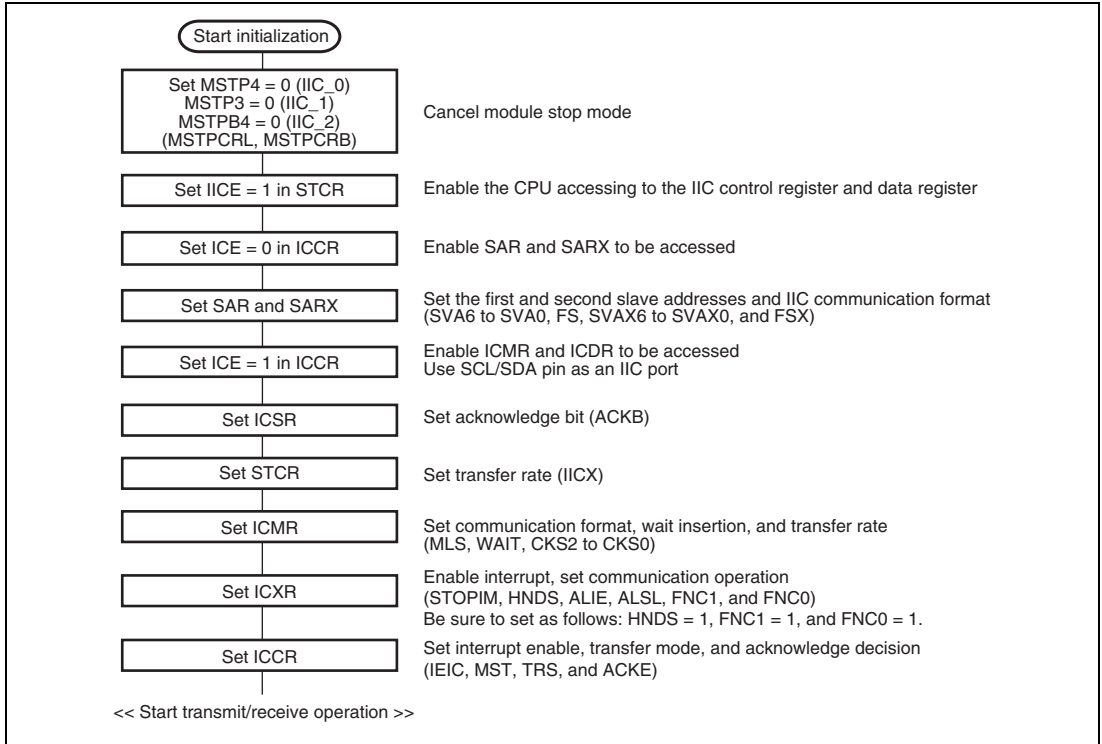 Start initialization
Set MSTP4 = 0 (IIC_0)
MSTP3 = 0 (IIC_1)
MSTPB4 = 0 (IIC_2)
(MSTPCRL, MSTPCRB)
Cancel module stop mode
Set IICE = 1 in STCR
Enable the CPU accessing to the IIC control register and data register
Set ICE = 0 in ICCR
Enable SAR and SARX to be accessed
Set SAR and SARX
Set the first and second slave addresses and IIC communication format
(SVA6 to SVA0, FS, SVAX6 to SVAX0, and FSX)
Set ICE = 1 in ICCR
Enable ICMR and ICDR to be accessed
Use SCL/SDA pin as an IIC port
Set ICSR
Set acknowledge bit (ACKB)
Set STCR
Set transfer rate (IICX)
Set ICMR
Set communication format, wait insertion, and transfer rate
(MLS, WAIT, CKS2 to CKS0)
Set ICXR
Enable interrupt, set communication operation
(STOPIM, HNDS, ALIE, ALSL, FNC1, and FNC0)
Be sure to set as follows: HNDS = 1, FNC1 = 1, and FNC0 = 1.
Set ICCR
Set interrupt enable, transfer mode, and acknowledge decision
(IEIC, MST, TRS, and ACKE)
<< Start transmit/receive operation >>